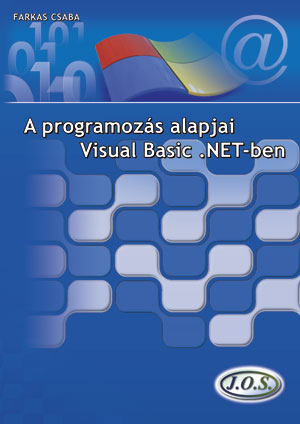 FARKAS CSABA
@
A programozás alapjai
Visual Basic .NET-ben
J.O.S.